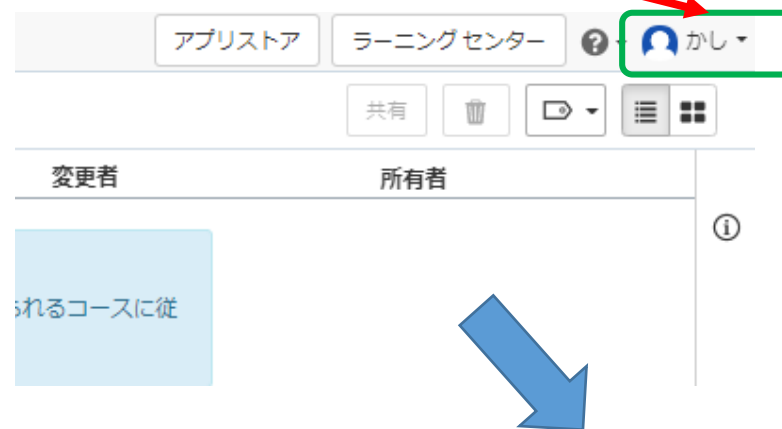 アプリストア ラーニング センター ? かし
共有
変更者 所有者
られるコースに従